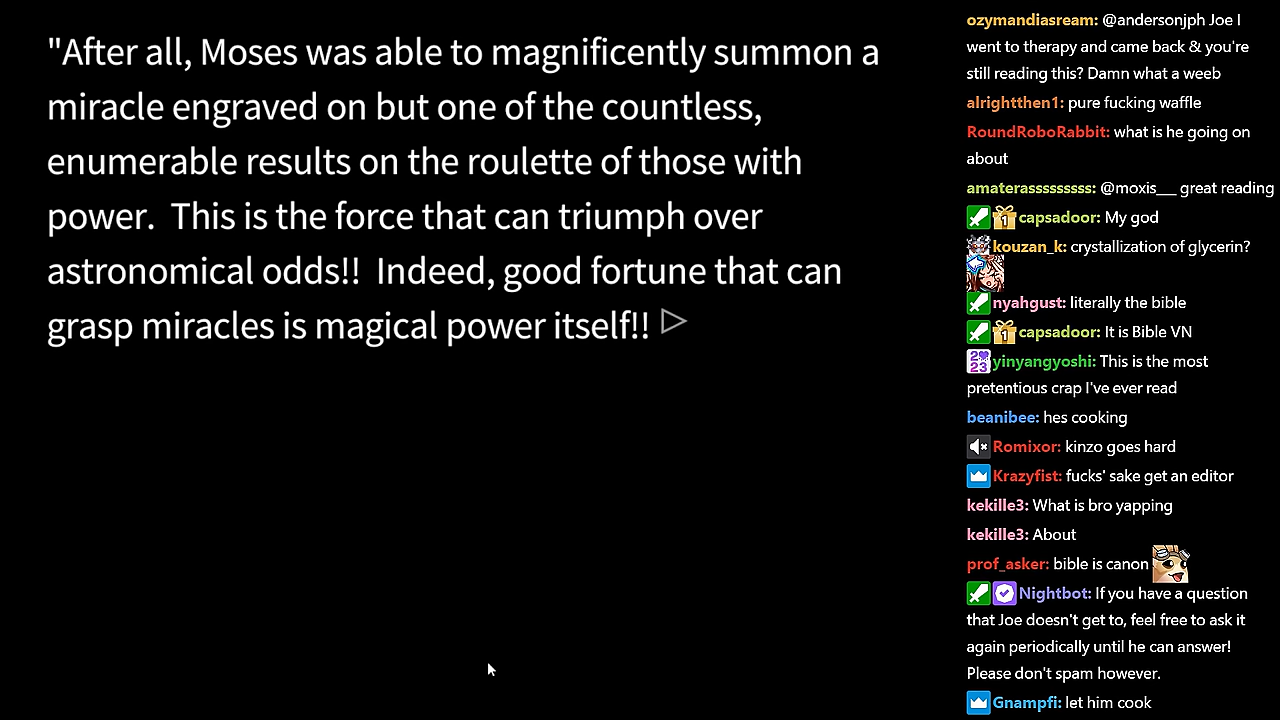 "After all, Moses was able to magnificently summon a
miracle engraved on but one of the countless,
enumerable results on the roulette of those with
power.  This is the force that can triumph over
astronomical odds!!  Indeed, good fortune that can
grasp miracles is magical power itself!!
ozymandiasream: @andersonjph Joe I
went to therapy and came back & you're
still reading this? Damn what a weeb
alrightthen1: pure fucking waffle
RoundRoboRabbit: what is he going on
about
amaterasssssssss: @moxis___ great reading
1 capsadoor: My god
kouzan_k: crystallization of glycerin?
nyahgust: literally the bible
1 capsadoor: It is Bible VN
2023 yinyangyoshi: This is the most
pretentious crap I've ever read
beanibee: hes cooking
Romixor: kinzo goes hard
Krazyfist: fucks' sake get an editor
kekille3: What is bro yapping
kekille3: About
prof_asker: bible is canon
Nightbot: If you have a question
that Joe doesn't get to, feel free to ask it
again periodically until he can answer!
Please don't spam however.
Gnampfi: let him cook